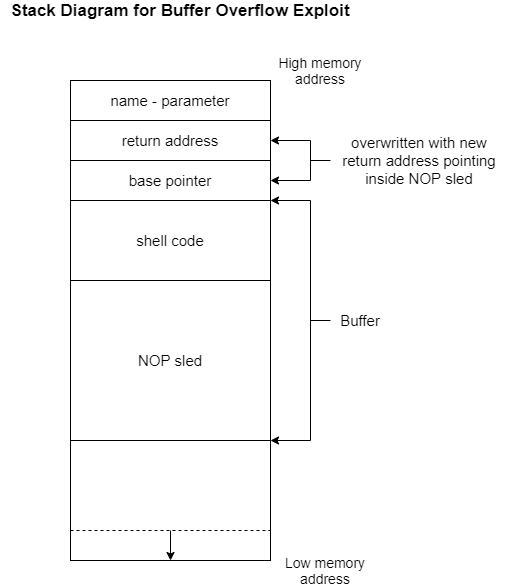 Stack Diagram for Buffer Overflow Exploit
High memory
address
name - parameter
return address
overwritten with new
return address pointing
inside NOP sled
base pointer
shell code
Buffer
NOP sled
Low memory
address